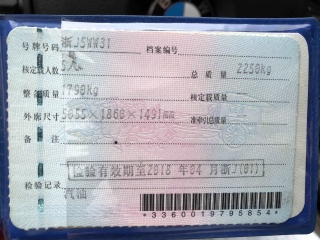 号牌号码 浙JSWW31 档案编号
核定载人数 5人 总质量 2250kg
整备质量 1790kg 核定载质量
外廓尺寸 5055×1860×1491mm 准牵引总质量
备注
检验有效期至2018年04月浙J(01)
检验记录
汽油
*3360019795854*